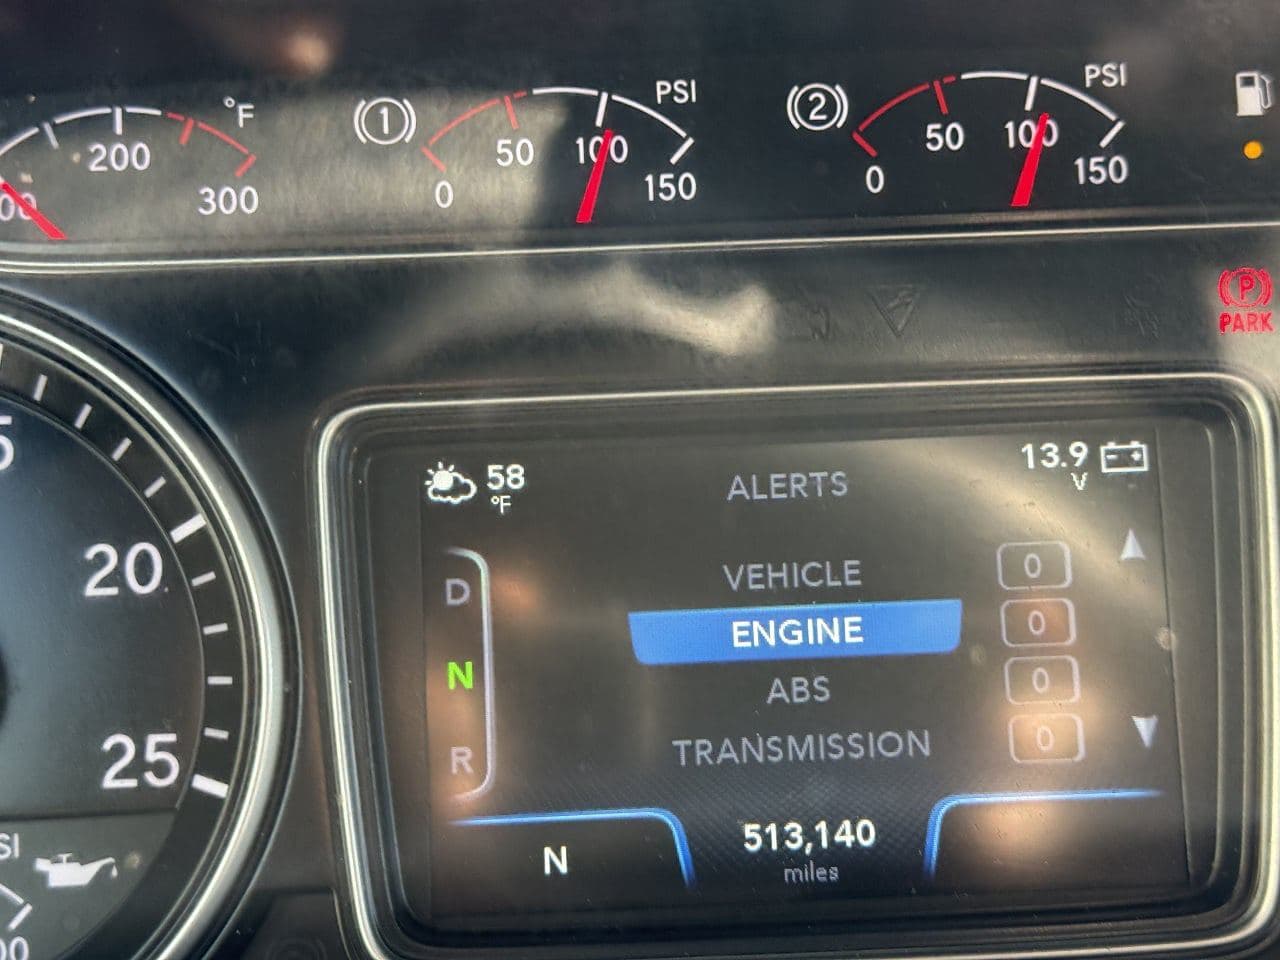 °F
200
300
(1)
PSI
0
50
100
150
(2)
PSI
0
50
100
150
P
PARK
20
25
58
°F
ALERTS
13.9
V
D
N
R
VEHICLE 0
ENGINE 0
ABS 0
TRANSMISSION 0
N
513,140
miles